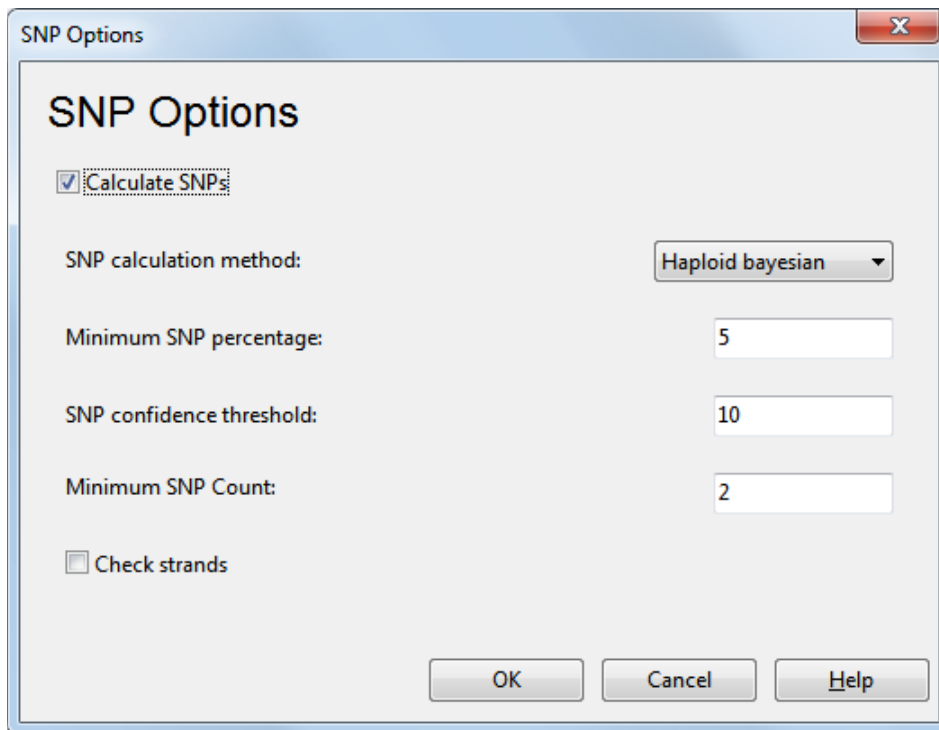 SNP Options
SNP Options
Calculate SNPs
SNP calculation method: Haploid bayesian
Minimum SNP percentage: 5
SNP confidence threshold: 10
Minimum SNP Count: 2
Check strands
OK Cancel Help